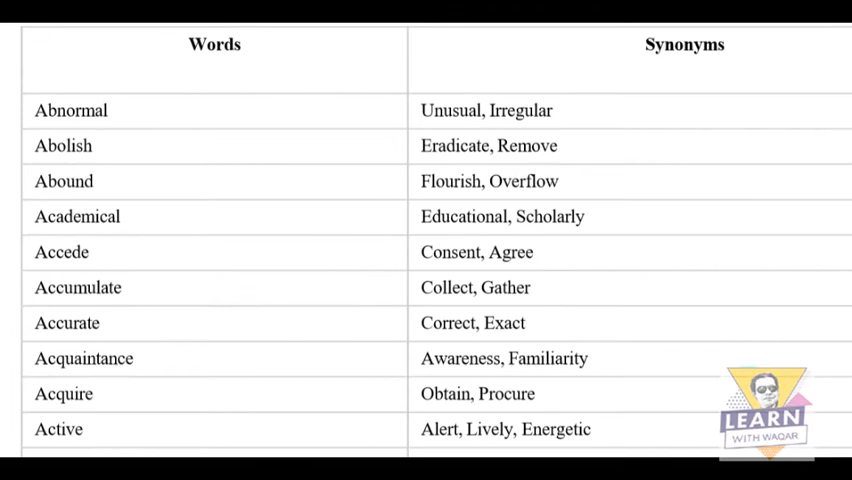 Words Synonyms
Abnormal Unusual, Irregular
Abolish Eradicate, Remove
Abound Flourish, Overflow
Academical Educational, Scholarly
Accede Consent, Agree
Accumulate Collect, Gather
Accurate Correct, Exact
Acquaintance Awareness, Familiarity
Acquire Obtain, Procure
Active Alert, Lively, Energetic
LEARN
WITH WAQAR